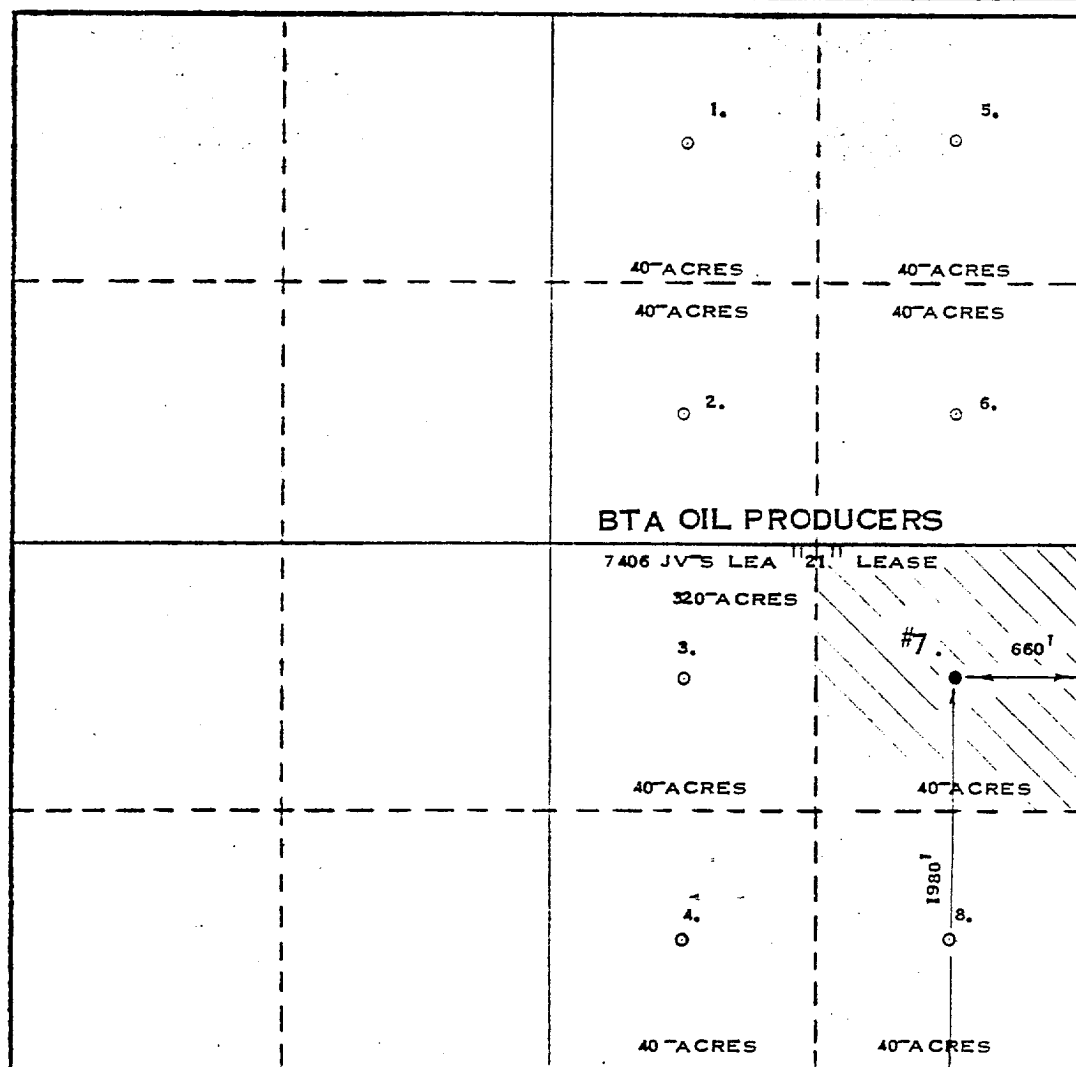 1. 5.
40 ACRES 40 ACRES
40 ACRES 40 ACRES
2. 6.
BTA OIL PRODUCERS
7406 JV-S LEA "21." LEASE
320 ACRES
3. #7. 660'
40 ACRES 40 ACRES
1980'
4. 8.
40 ACRES 40 ACRES